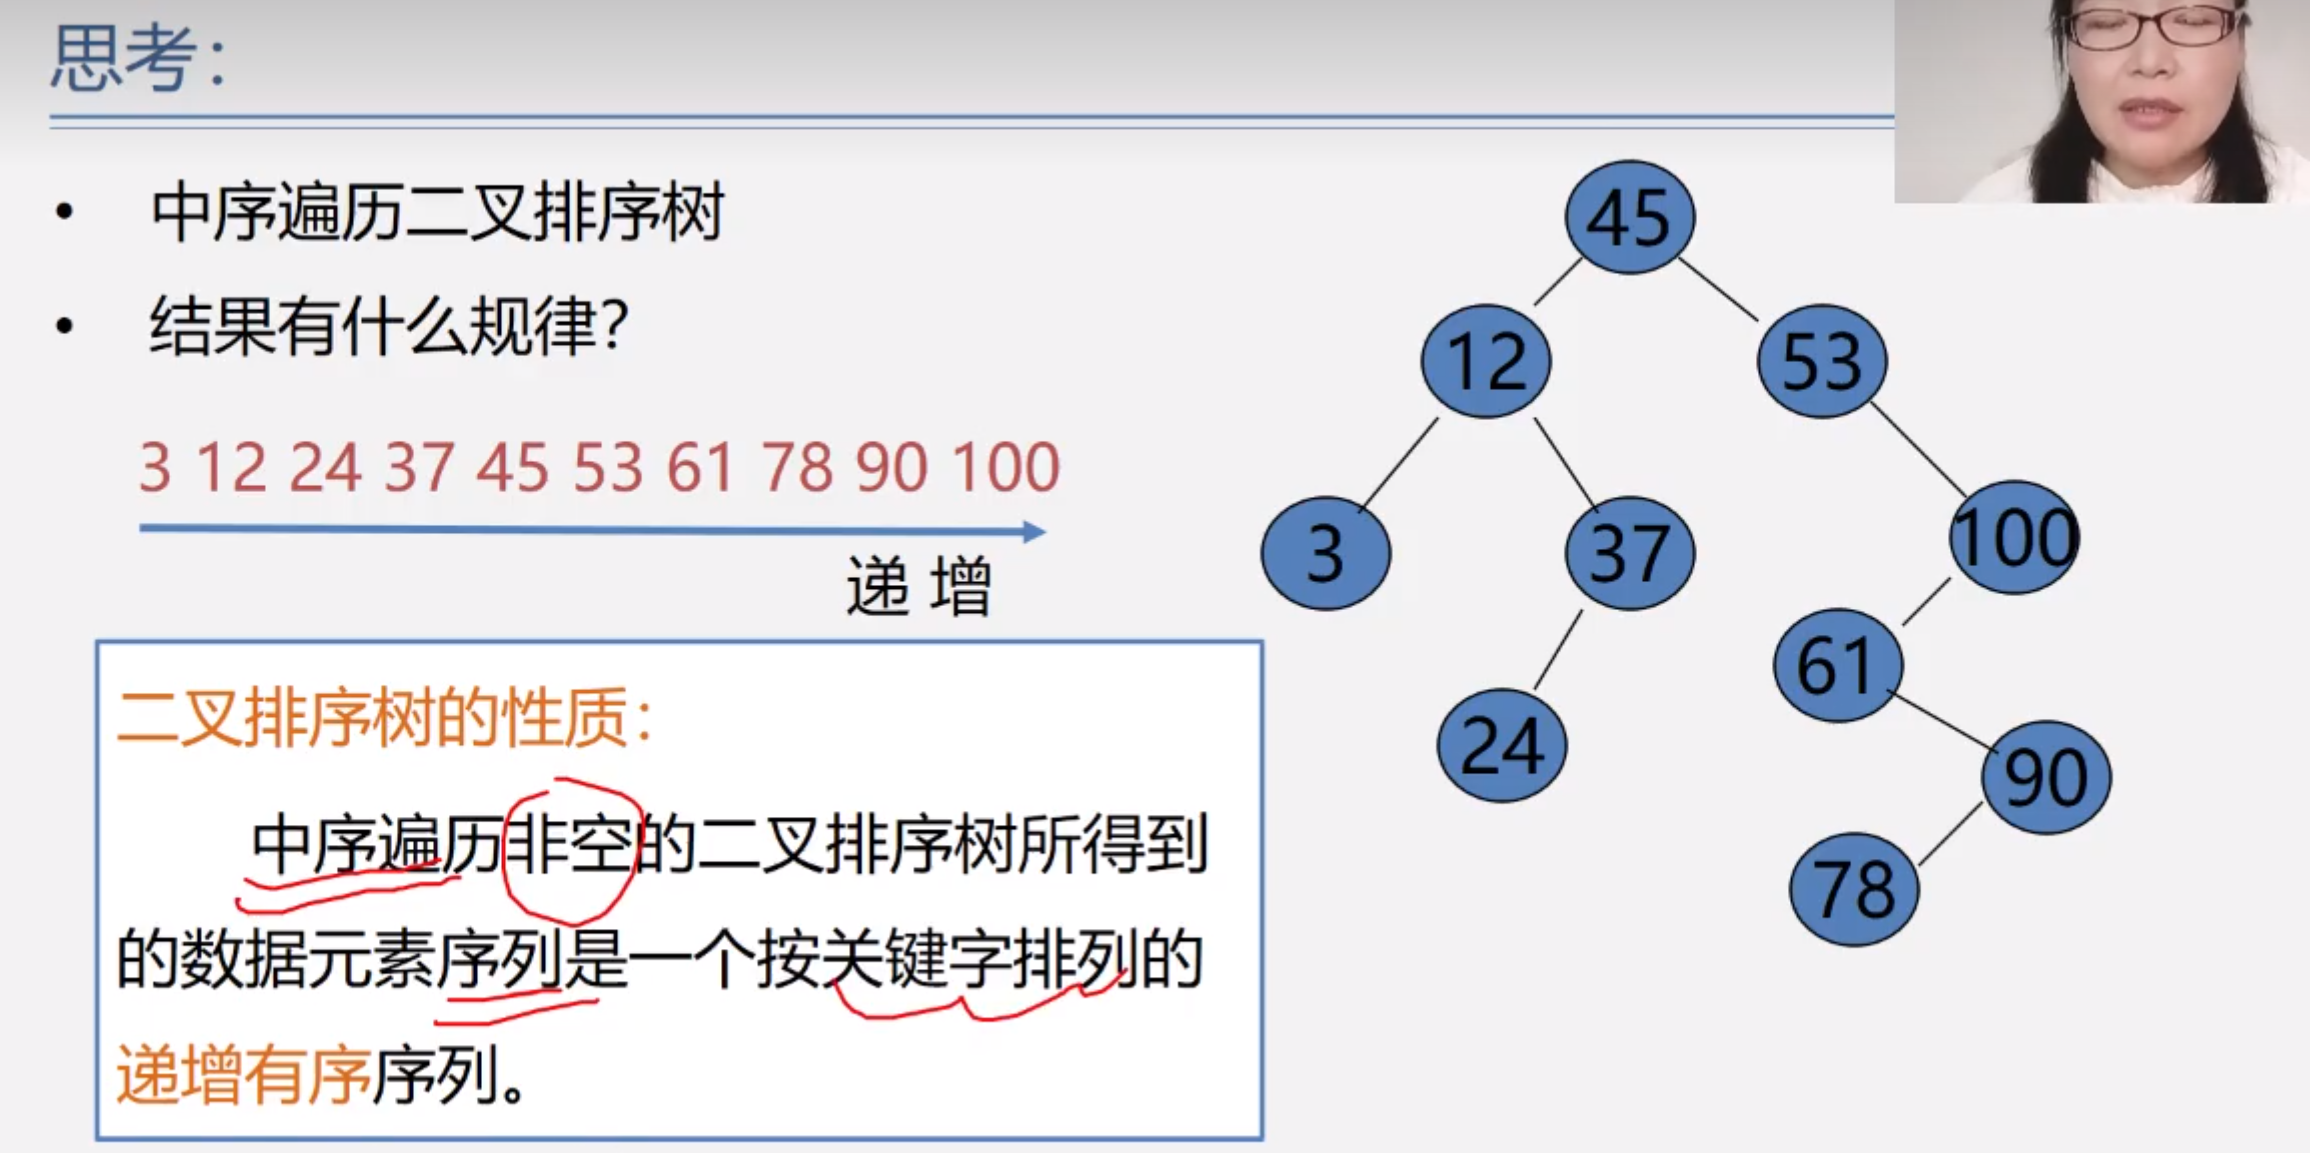 思考：
• 中序遍历二叉排序树
• 结果有什么规律？
3 12 24 37 45 53 61 78 90 100
递 增
二叉排序树的性质：
中序遍历非空的二叉排序树所得到
的数据元素序列是一个按关键字排列的
递增有序序列。
45
12
53
3
37
100
24
61
90
78